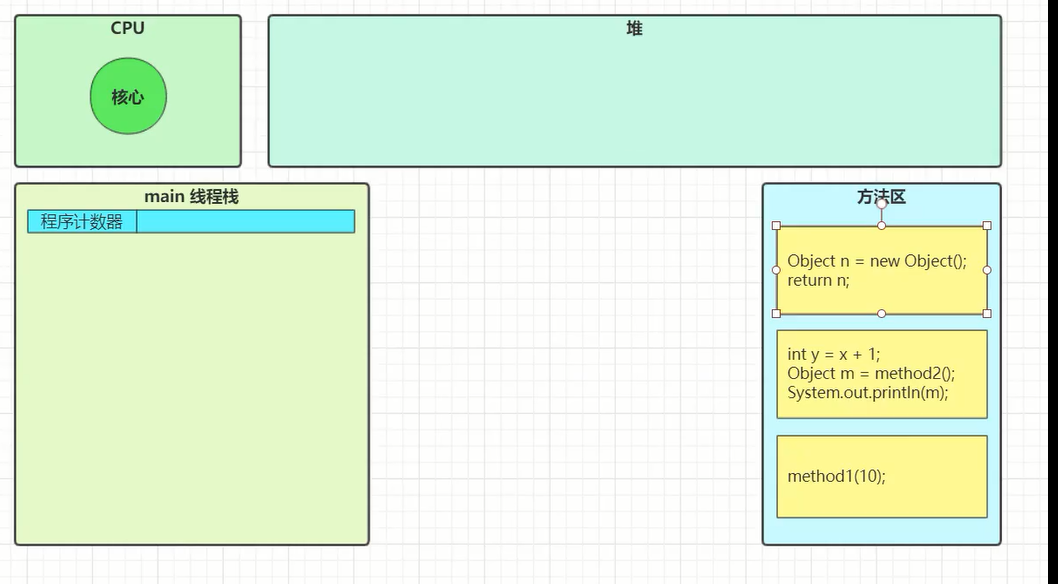 CPU
核心
堆
main 线程栈
程序计数器
方法区
Object n = new Object();
return n;
int y = x + 1;
Object m = method2();
System.out.println(m);
method1(10);